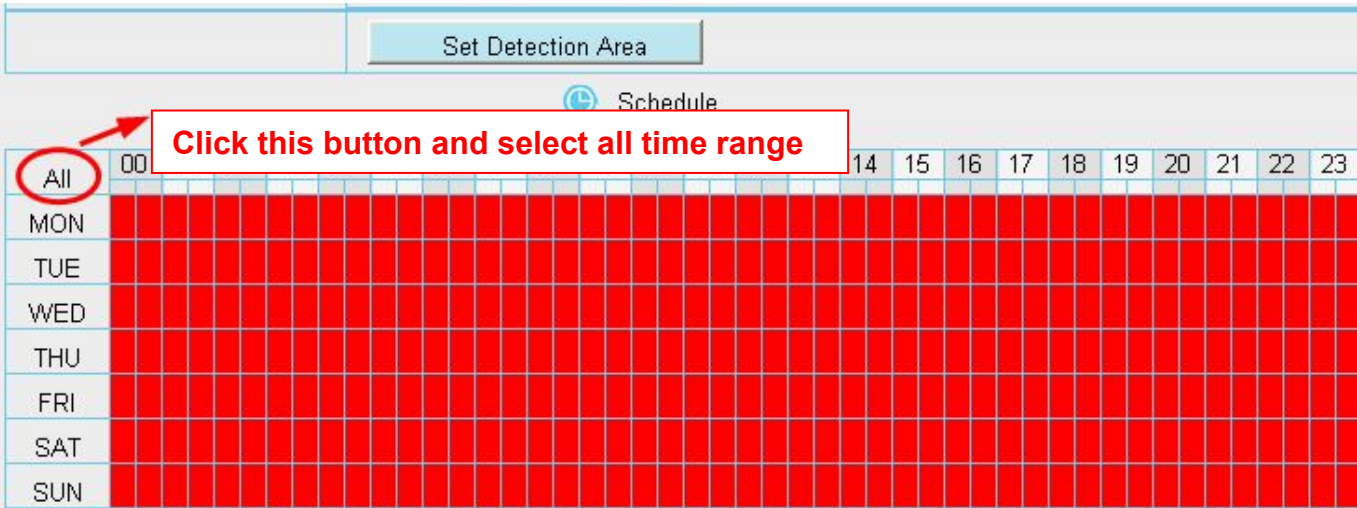 Set Detection Area
Schedule
Click this button and select all time range
All 00 14 15 16 17 18 19 20 21 22 23
MON
TUE
WED
THU
FRI
SAT
SUN